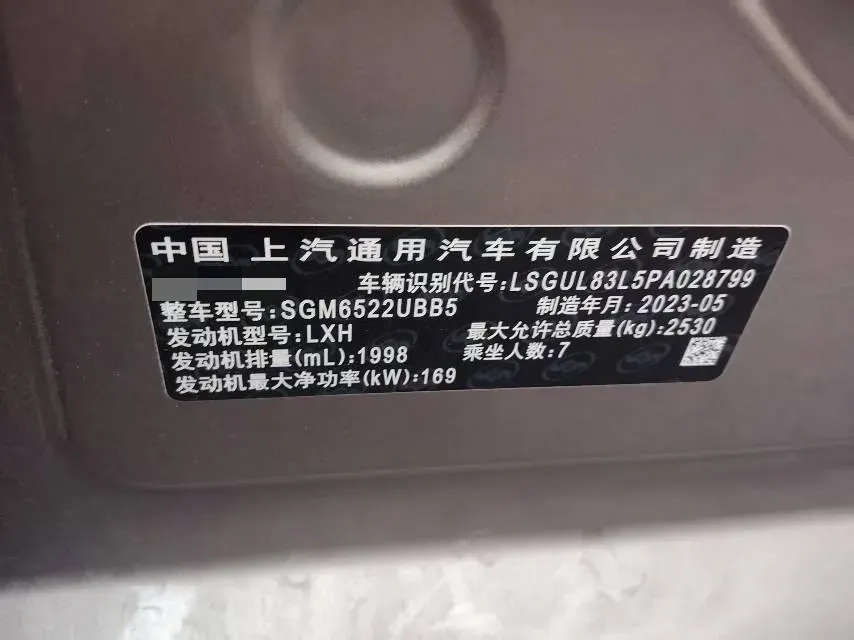 中国 上汽通用汽车有限公司制造
车辆识别代号:LSGUL83L5PA028799
整车型号:SGM6522UBB5 制造年月:2023-05
发动机型号:LXH 最大允许总质量(kg):2530
发动机排量(mL):1998 乘坐人数:7
发动机最大净功率(kW):169